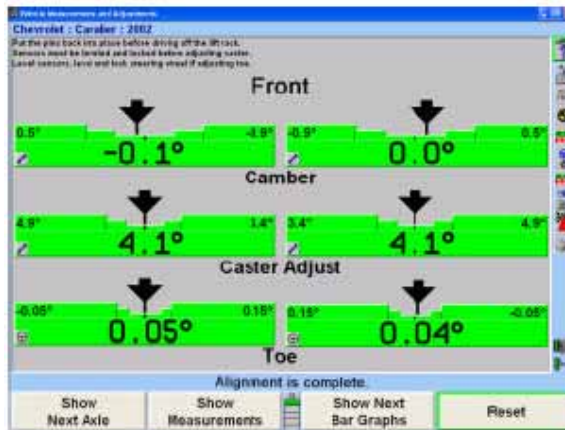 Vehicle Measurement and Adjustment
Chevrolet : Cavalier : 2002
Put the pins back into place before driving off the lift rack.
Sensors must be leveled and locked before adjusting caster.
Level sensors, level and lock steering wheel if adjusting toe.
Front
0.5° -0.9° -0.9° 0.5°
-0.1° 0.0°
Camber
4.9° 3.4° 3.4° 4.9°
4.1° 4.1°
Caster Adjust
-0.05° 0.15° 0.15° -0.05°
0.05° 0.04°
Toe
Alignment is complete.
Show Next Axle
Show Measurements
Show Next Bar Graphs
Reset